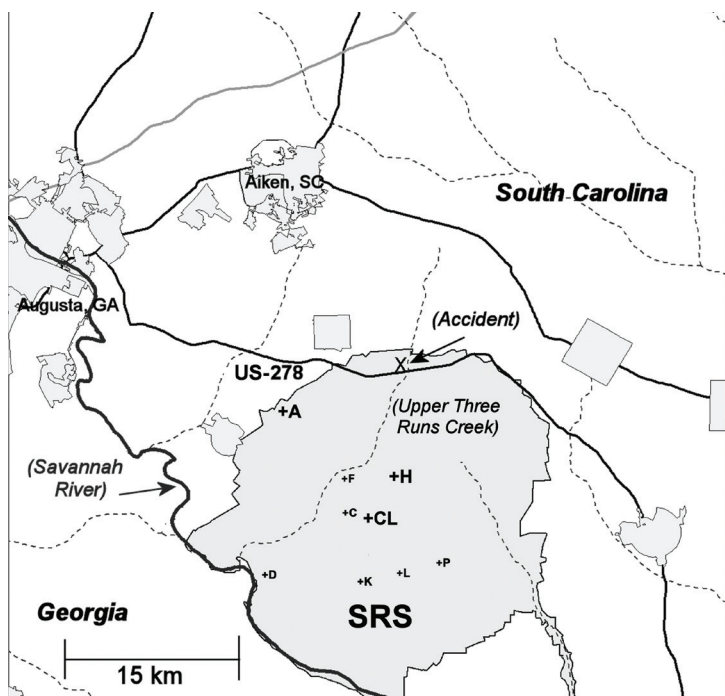 Aiken, SC
South Carolina
Augusta, GA
(Accident)
X
US-278
+A
(Upper Three
Runs Creek)
(Savannah
River)
+F
+H
+C
+CL
+D
+K
+L
+P
Georgia
SRS
15 km